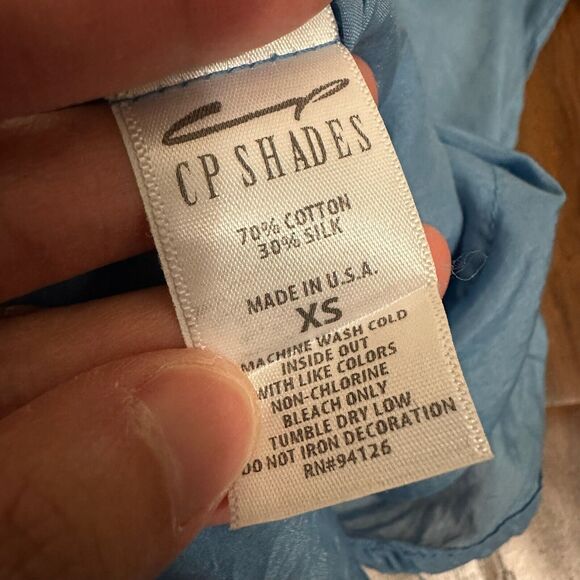 CP SHADES
70% COTTON
30% SILK
MADE IN U.S.A.
XS
MACHINE WASH COLD
INSIDE OUT
WITH LIKE COLORS
NON-CHLORINE
BLEACH ONLY
TUMBLE DRY LOW
DO NOT IRON DECORATION
RN#94126